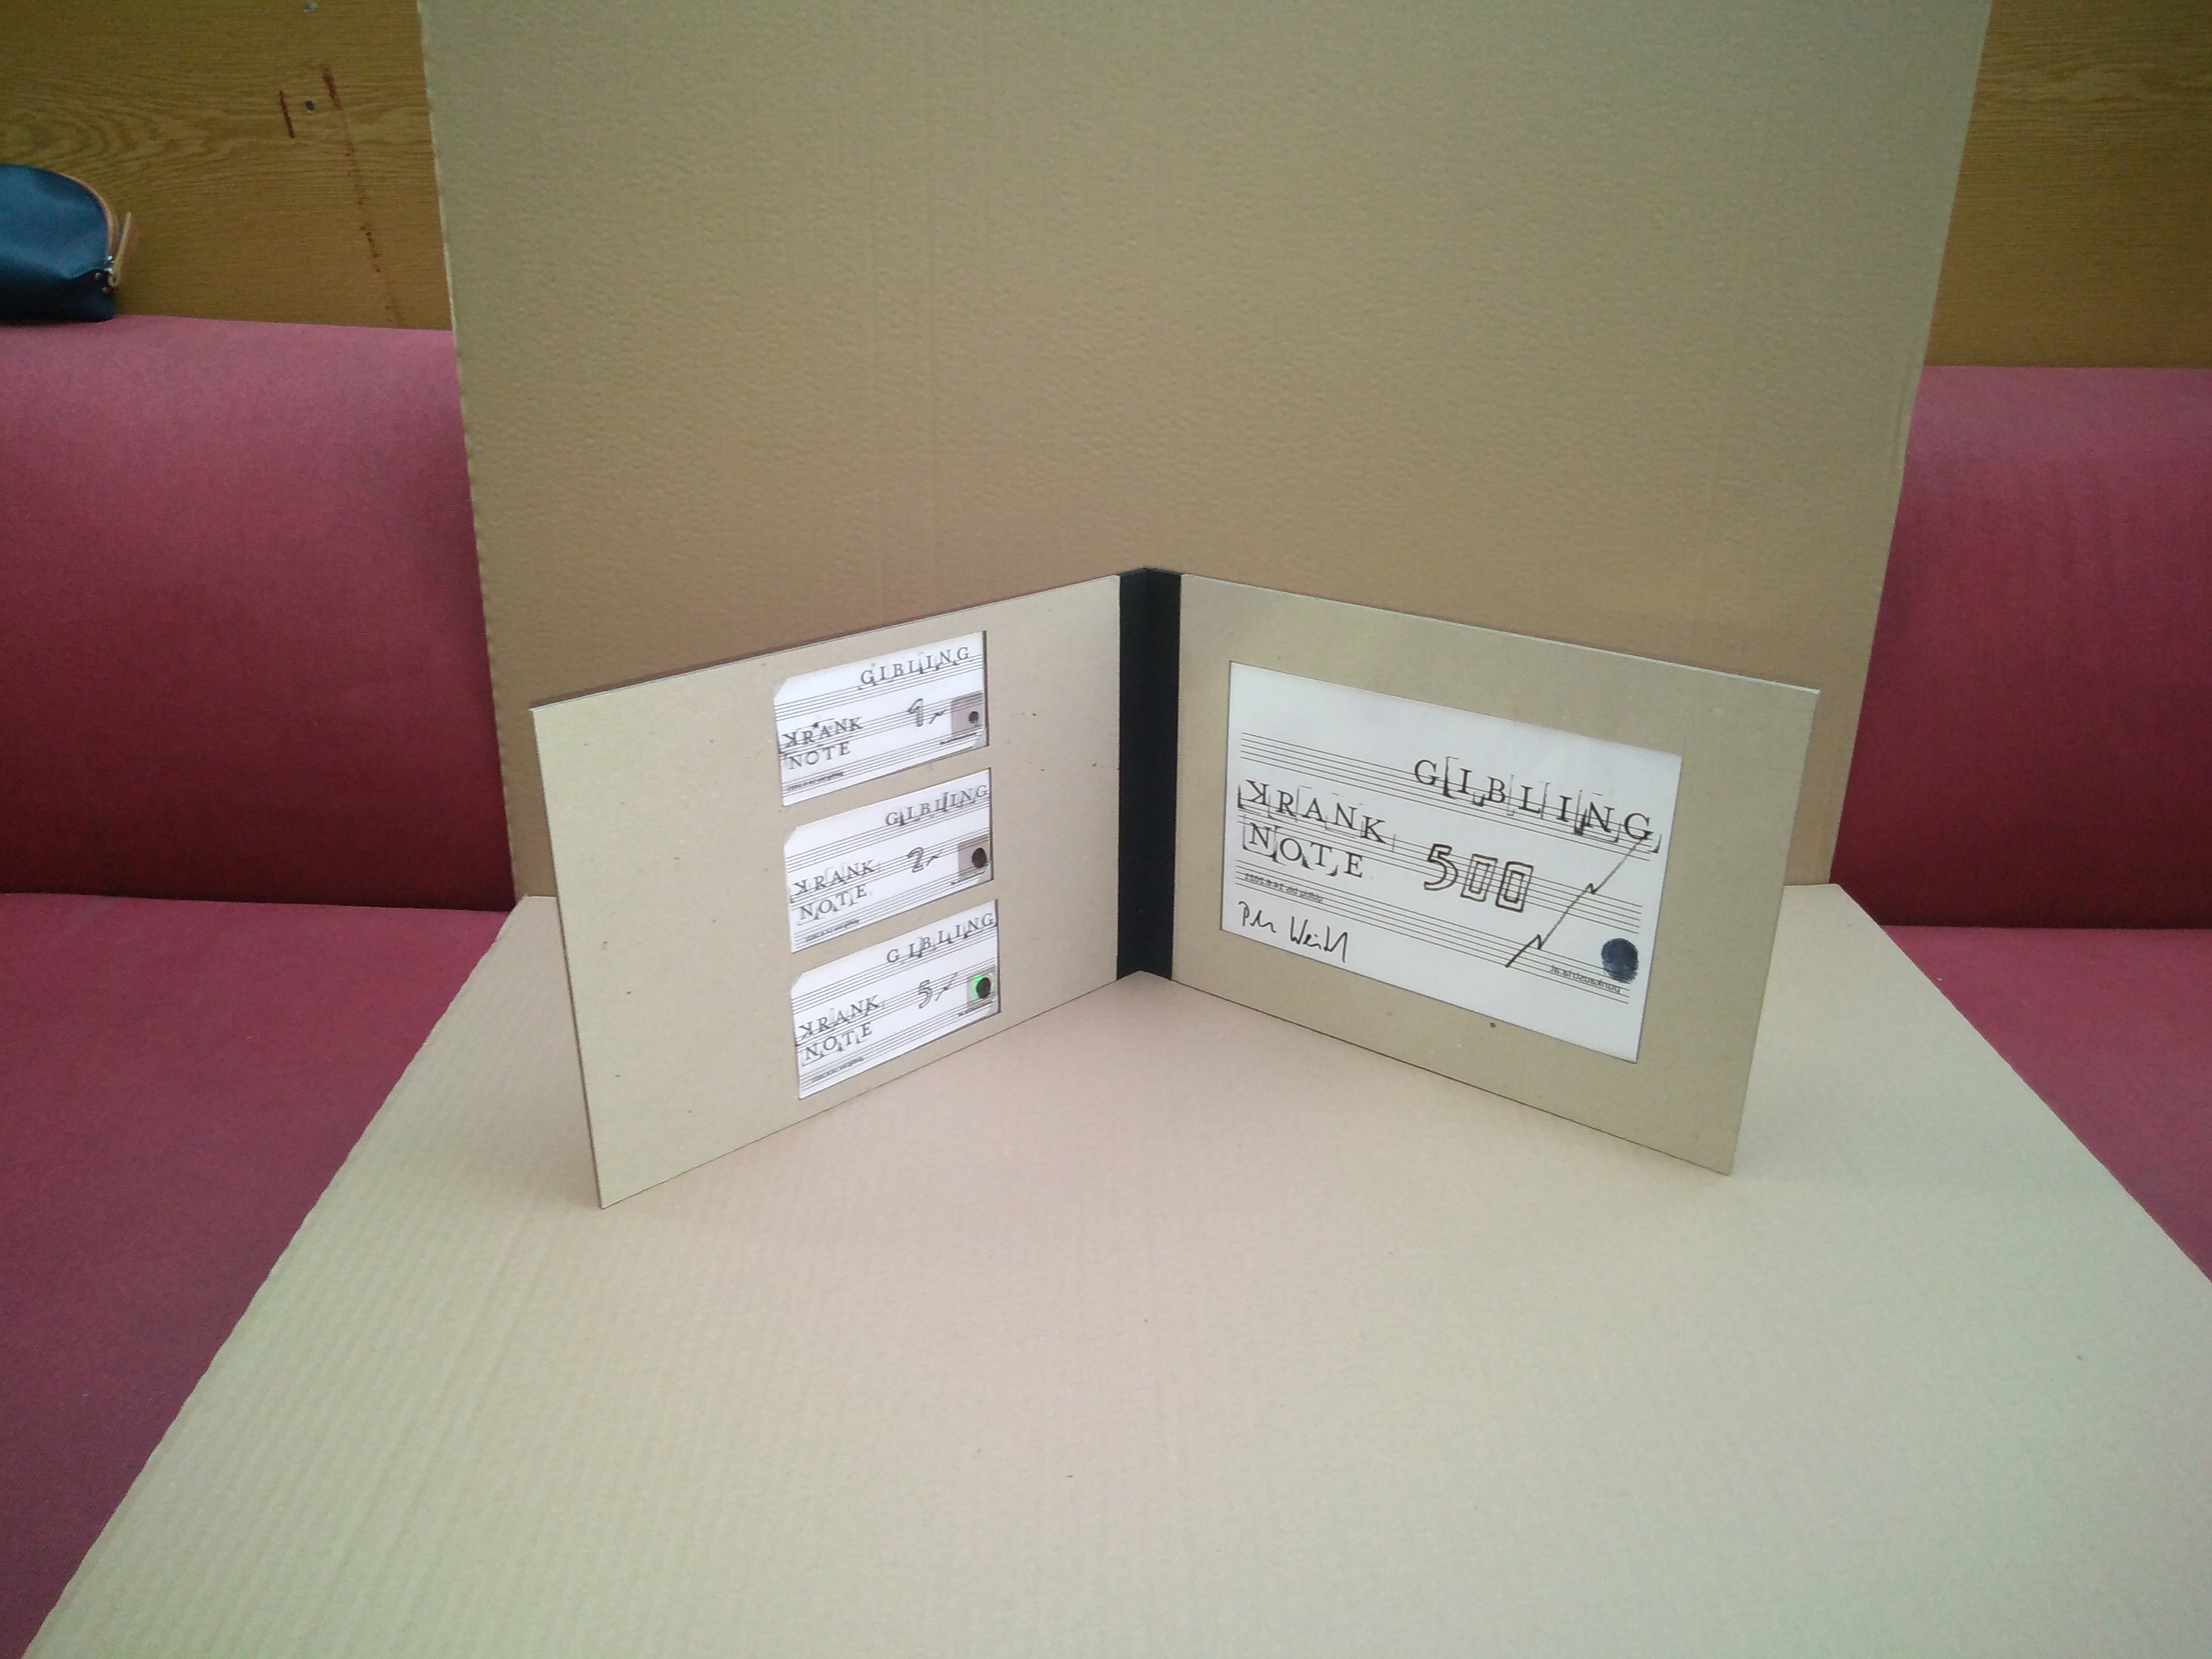 GIBLING
KRANK
NOTE
1,-
GIBLING
KRANK
NOTE
2,-
GIBLING
KRANK
NOTE
5,-
GIBLING
KRANK
NOTE
500